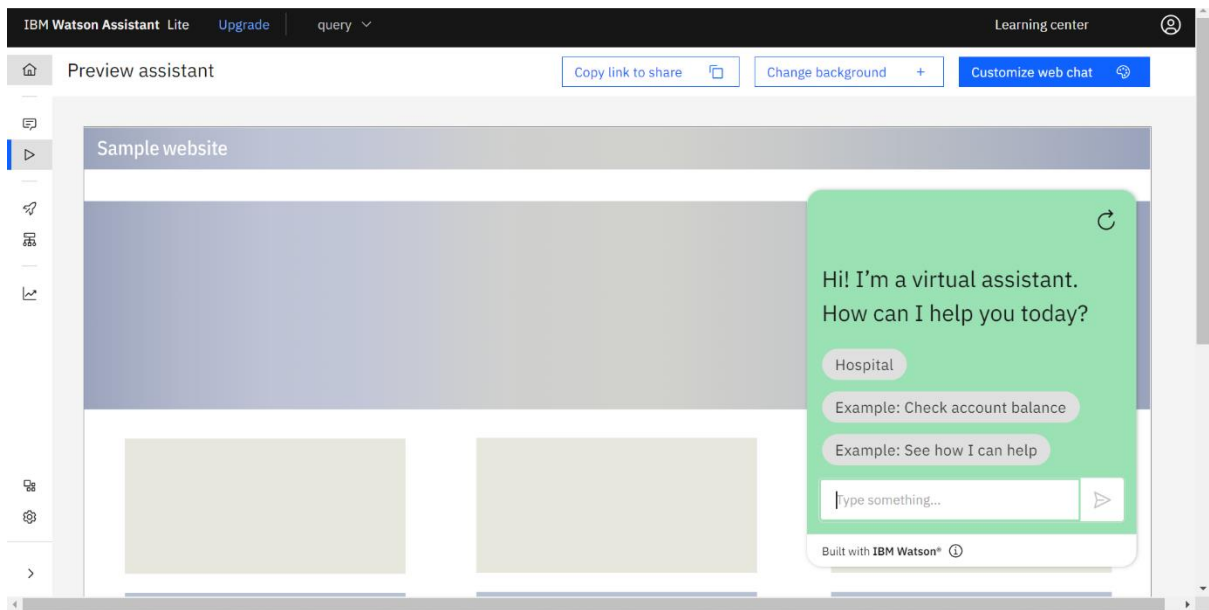 IBM Watson Assistant Lite Upgrade query Learning center
Preview assistant Copy link to share Change background + Customize web chat
Sample website
Hi! I'm a virtual assistant.
How can I help you today?
Hospital
Example: Check account balance
Example: See how I can help
Type something...
Built with IBM Watson®